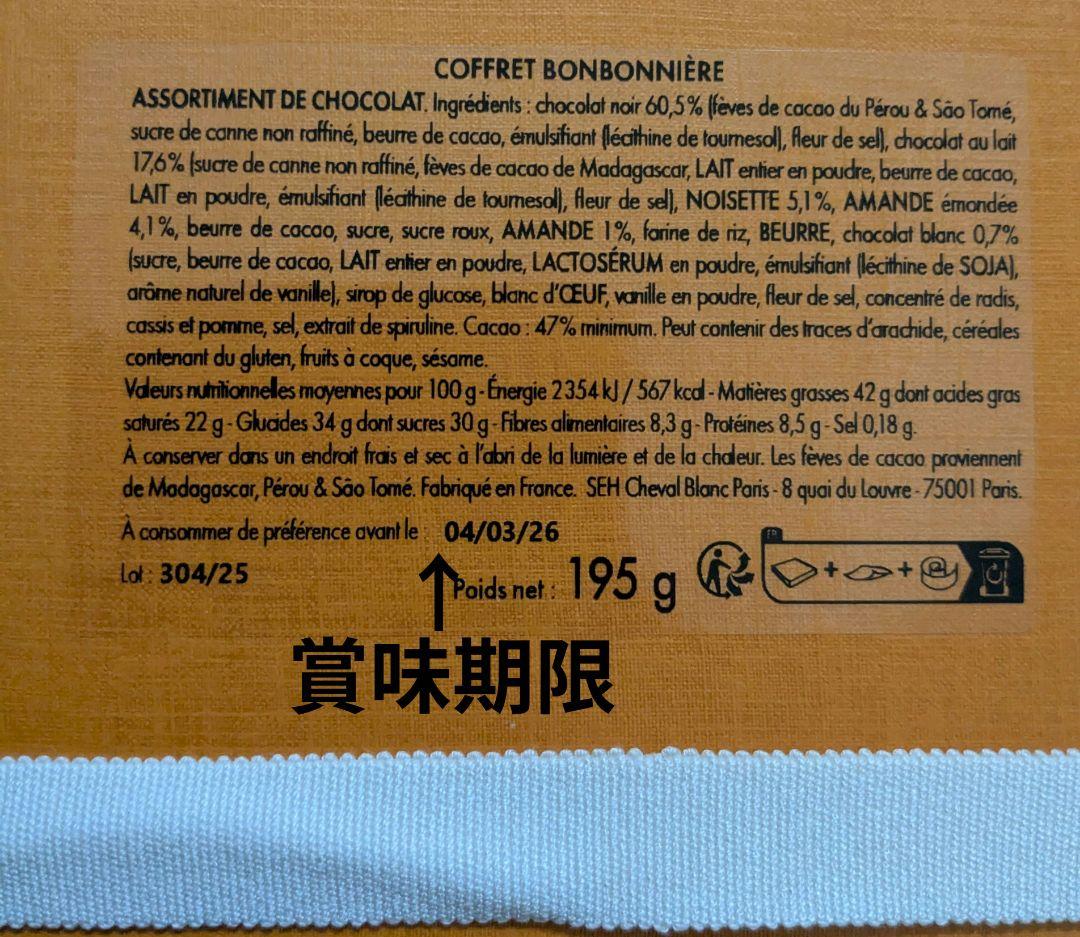 COFFRET BONBONNIÈRE
ASSORTIMENT DE CHOCOLAT. Ingrédients : chocolat noir 60,5% (fèves de cacao du Pérou & São Tomé,
sucre de canne non raffiné, beurre de cacao, émulsifiant (lécithine de tournesol), fleur de sel), chocolat au lait
17,6% (sucre de canne non raffiné, fèves de cacao de Madagascar, LAIT entier en poudre, beurre de cacao,
LAIT en poudre, émulsifiant (lécithine de tournesol), fleur de sel), NOISETTE 5,1%, AMANDE émondée
4,1%, beurre de cacao, sucre, sucre roux, AMANDE 1%, farine de riz, BEURRE, chocolat blanc 0,7%
(sucre, beurre de cacao, LAIT entier en poudre, LACTOSÉRUM en poudre, émulsifiant (lécithine de SOJA),
arôme naturel de vanille), sirop de glucose, blanc d'ŒUF, vanille en poudre, fleur de sel, concentré de radis,
cassis et pomme, sel, extrait de spiruline. Cacao : 47% minimum. Peut contenir des traces d'arachide, céréales
contenant du gluten, fruits à coque, sésame.
Valeurs nutritionnelles moyennes pour 100 g - Énergie 2354 kJ / 567 kcal - Matières grasses 42 g dont acides gras
saturés 22 g - Glucides 34 g dont sucres 30 g - Fibres alimentaires 8,3 g - Protéines 8,5 g - Sel 0,18 g.
À conserver dans un endroit frais et sec à l'abri de la lumière et de la chaleur. Les fèves de cacao proviennent
de Madagascar, Pérou & São Tomé. Fabriqué en France. SEH Cheval Blanc Paris - 8 quai du Louvre - 75001 Paris.
À consommer de préférence avant le : 04/03/26
Lot : 304/25
Poids net : 195 g
FR
賞味期限